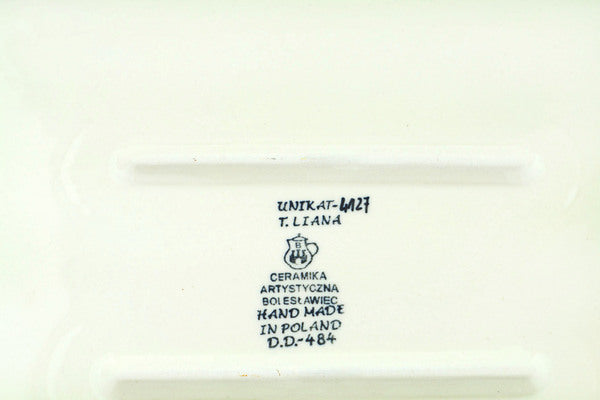 UNIKAT-4127
T. LIANA
B
CERAMIKA
ARTYSTYCZNA
BOLESŁAWIEC
HAND MADE
IN POLAND
D.D.-484